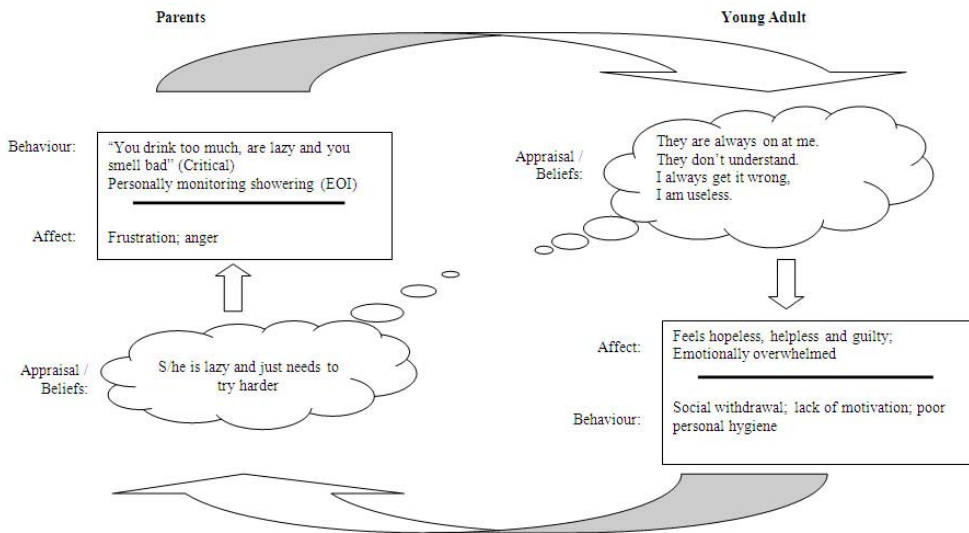 Parents
Young Adult
Behaviour:
“You drink too much, are lazy and you
smell bad” (Critical)
Personally monitoring showering (EOI)
Affect:
Frustration; anger
Appraisal /
Beliefs:
S/he is lazy and just needs to
try harder
Appraisal /
Beliefs:
They are always on at me.
They don’t understand.
I always get it wrong,
I am useless.
Affect:
Feels hopeless, helpless and guilty;
Emotionally overwhelmed
Behaviour:
Social withdrawal; lack of motivation; poor
personal hygiene